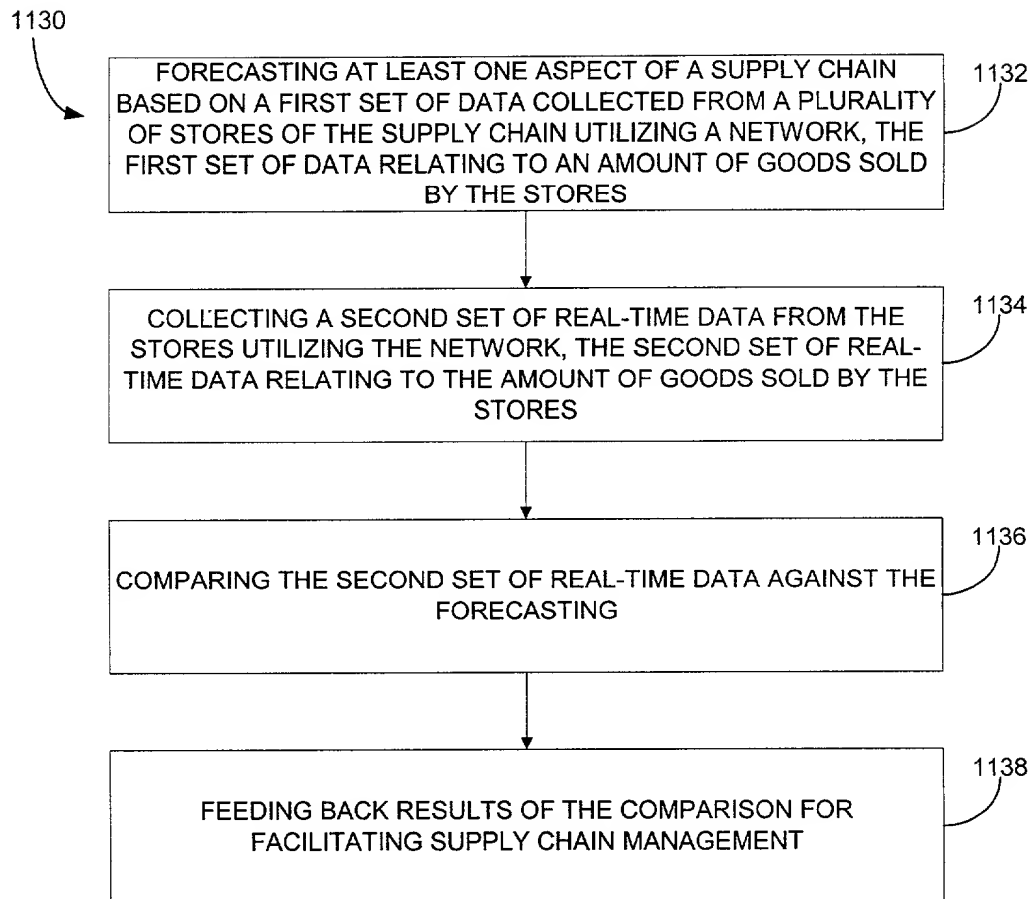 1130
FORECASTING AT LEAST ONE ASPECT OF A SUPPLY CHAIN
BASED ON A FIRST SET OF DATA COLLECTED FROM A PLURALITY
OF STORES OF THE SUPPLY CHAIN UTILIZING A NETWORK, THE
FIRST SET OF DATA RELATING TO AN AMOUNT OF GOODS SOLD
BY THE STORES
1132
COLLECTING A SECOND SET OF REAL-TIME DATA FROM THE
STORES UTILIZING THE NETWORK, THE SECOND SET OF REAL-
TIME DATA RELATING TO THE AMOUNT OF GOODS SOLD BY THE
STORES
1134
COMPARING THE SECOND SET OF REAL-TIME DATA AGAINST THE
FORECASTING
1136
FEEDING BACK RESULTS OF THE COMPARISON FOR
FACILITATING SUPPLY CHAIN MANAGEMENT
1138